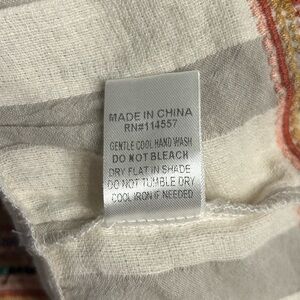 MADE IN CHINA
RN#114557
GENTLE COOL HAND WASH
DO NOT BLEACH
DRY FLAT IN SHADE
DO NOT TUMBLE DRY
COOL IRON IF NEEDED